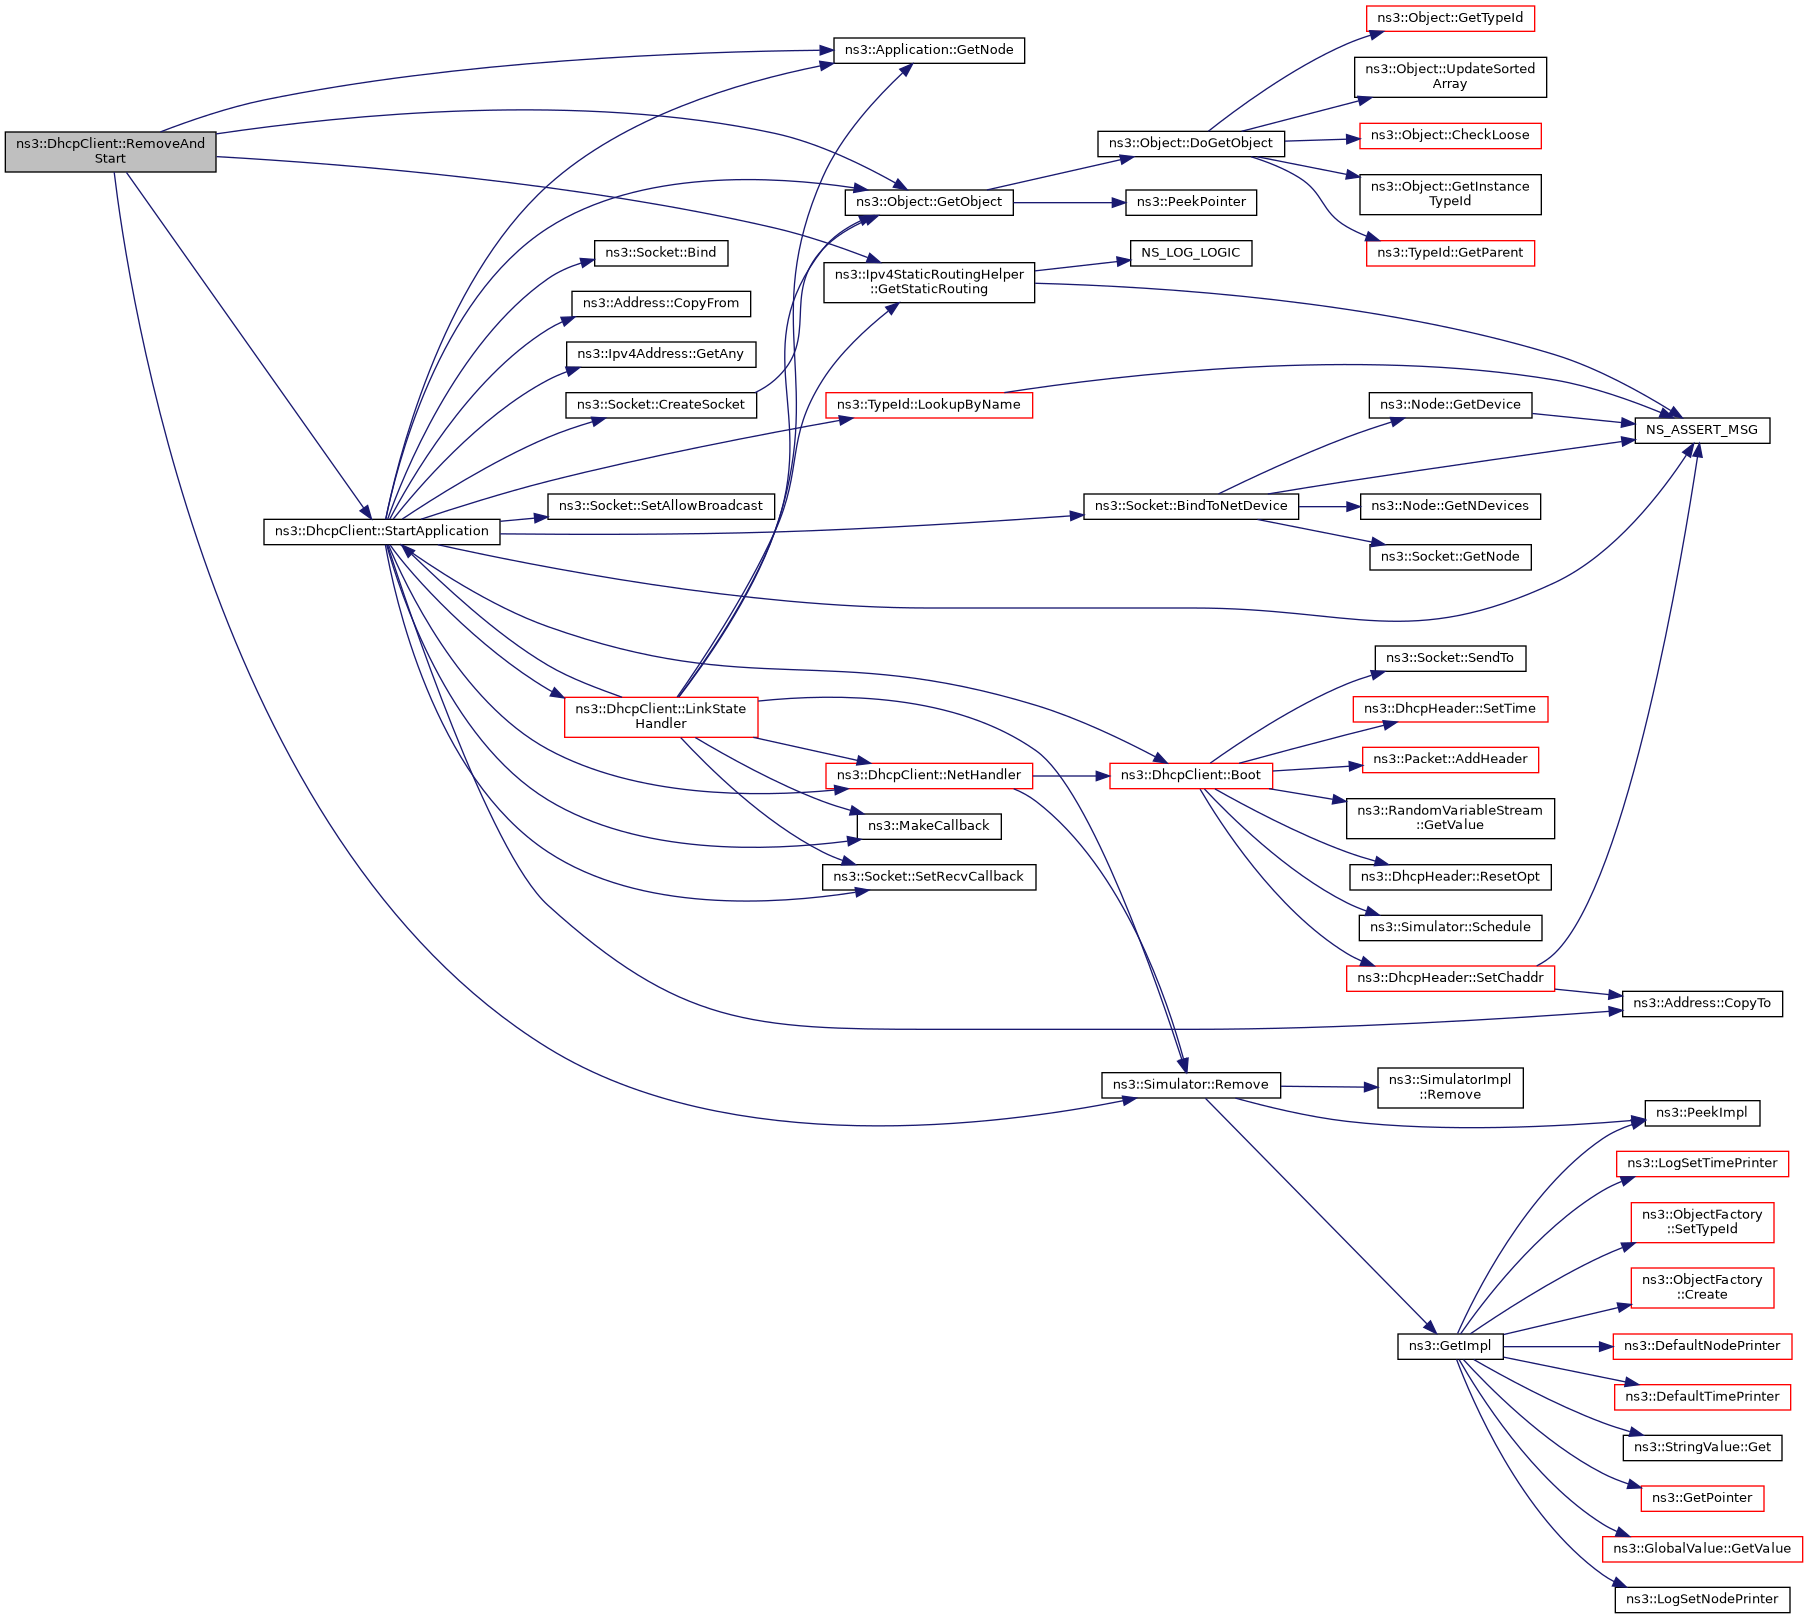 ns3::DhcpClient::RemoveAnd
Start
ns3::Application::GetNode
ns3::Object::GetObject
ns3::Ipv4StaticRoutingHelper
::GetStaticRouting
ns3::DhcpClient::StartApplication
ns3::Socket::Bind
ns3::Address::CopyFrom
ns3::Ipv4Address::GetAny
ns3::Socket::CreateSocket
ns3::Socket::SetAllowBroadcast
ns3::DhcpClient::LinkState
Handler
ns3::TypeId::LookupByName
ns3::DhcpClient::NetHandler
ns3::MakeCallback
ns3::Socket::SetRecvCallback
ns3::Object::DoGetObject
ns3::PeekPointer
NS_LOG_LOGIC
ns3::Socket::BindToNetDevice
ns3::DhcpClient::Boot
ns3::Simulator::Remove
ns3::Object::GetTypeId
ns3::Object::UpdateSorted
Array
ns3::Object::CheckLoose
ns3::Object::GetInstance
TypeId
ns3::TypeId::GetParent
ns3::Node::GetDevice
ns3::Node::GetNDevices
ns3::Socket::GetNode
ns3::Socket::SendTo
ns3::DhcpHeader::SetTime
ns3::Packet::AddHeader
ns3::RandomVariableStream
::GetValue
ns3::DhcpHeader::ResetOpt
ns3::Simulator::Schedule
ns3::DhcpHeader::SetChaddr
ns3::SimulatorImpl
::Remove
ns3::GetImpl
NS_ASSERT_MSG
ns3::Address::CopyTo
ns3::PeekImpl
ns3::LogSetTimePrinter
ns3::ObjectFactory
::SetTypeId
ns3::ObjectFactory
::Create
ns3::DefaultNodePrinter
ns3::DefaultTimePrinter
ns3::StringValue::Get
ns3::GetPointer
ns3::GlobalValue::GetValue
ns3::LogSetNodePrinter